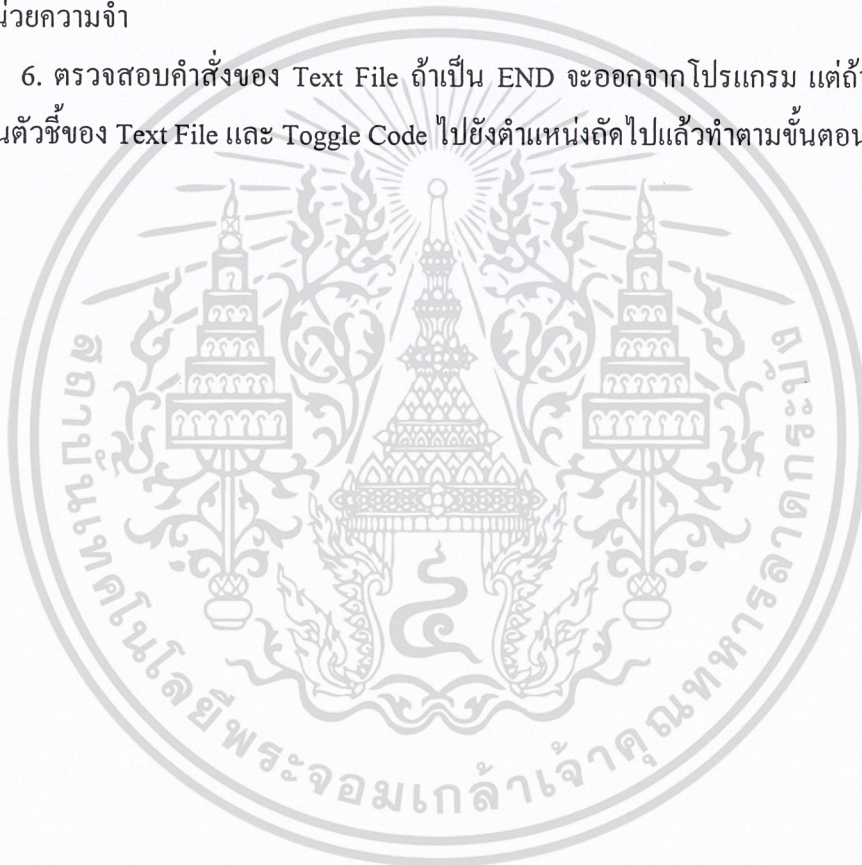 น่วยความจำ
6. ตรวจสอบคำสั่งของ Text File ถ้าเป็น END จะออกจากโปรแกรม แต่ถ้
นตัวชี้ของ Text File และ Toggle Code ไปยังตำแหน่งถัดไปแล้วทำตามขั้นตอน
สถาบันเทคโนโลยีพระจอมเกล้าเจ้าคุณทหารลาดกระบัง